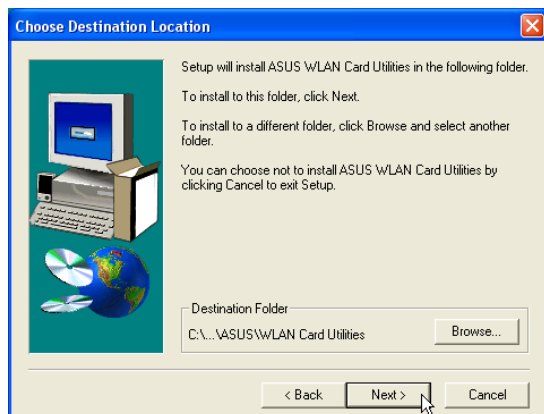 Choose Destination Location
Setup will install ASUS WLAN Card Utilities in the following folder.
To install to this folder, click Next.
To install to a different folder, click Browse and select another
folder.
You can choose not to install ASUS WLAN Card Utilities by
clicking Cancel to exit Setup.
Destination Folder
C:\...\ASUS\WLAN Card Utilities
Browse...
< Back
Next >
Cancel